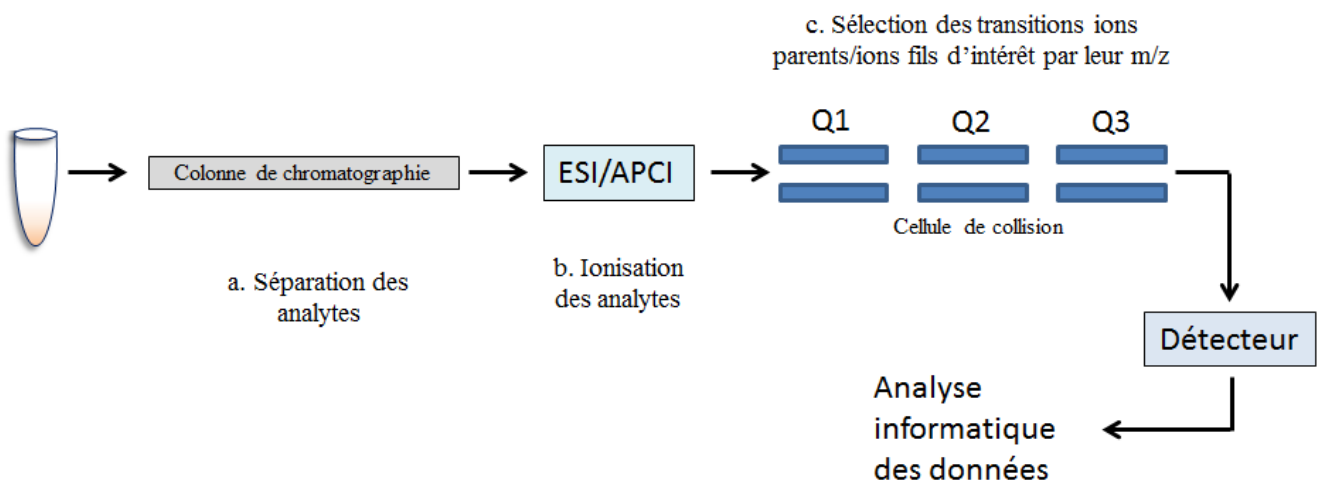 c. Sélection des transitions ions
parents/ions fils d’intérêt par leur m/z
Q1 Q2 Q3
Colonne de chromatographie
ESI/APCI
Cellule de collision
a. Séparation des
analytes
b. Ionisation
des analytes
Détecteur
Analyse
informatique
des données